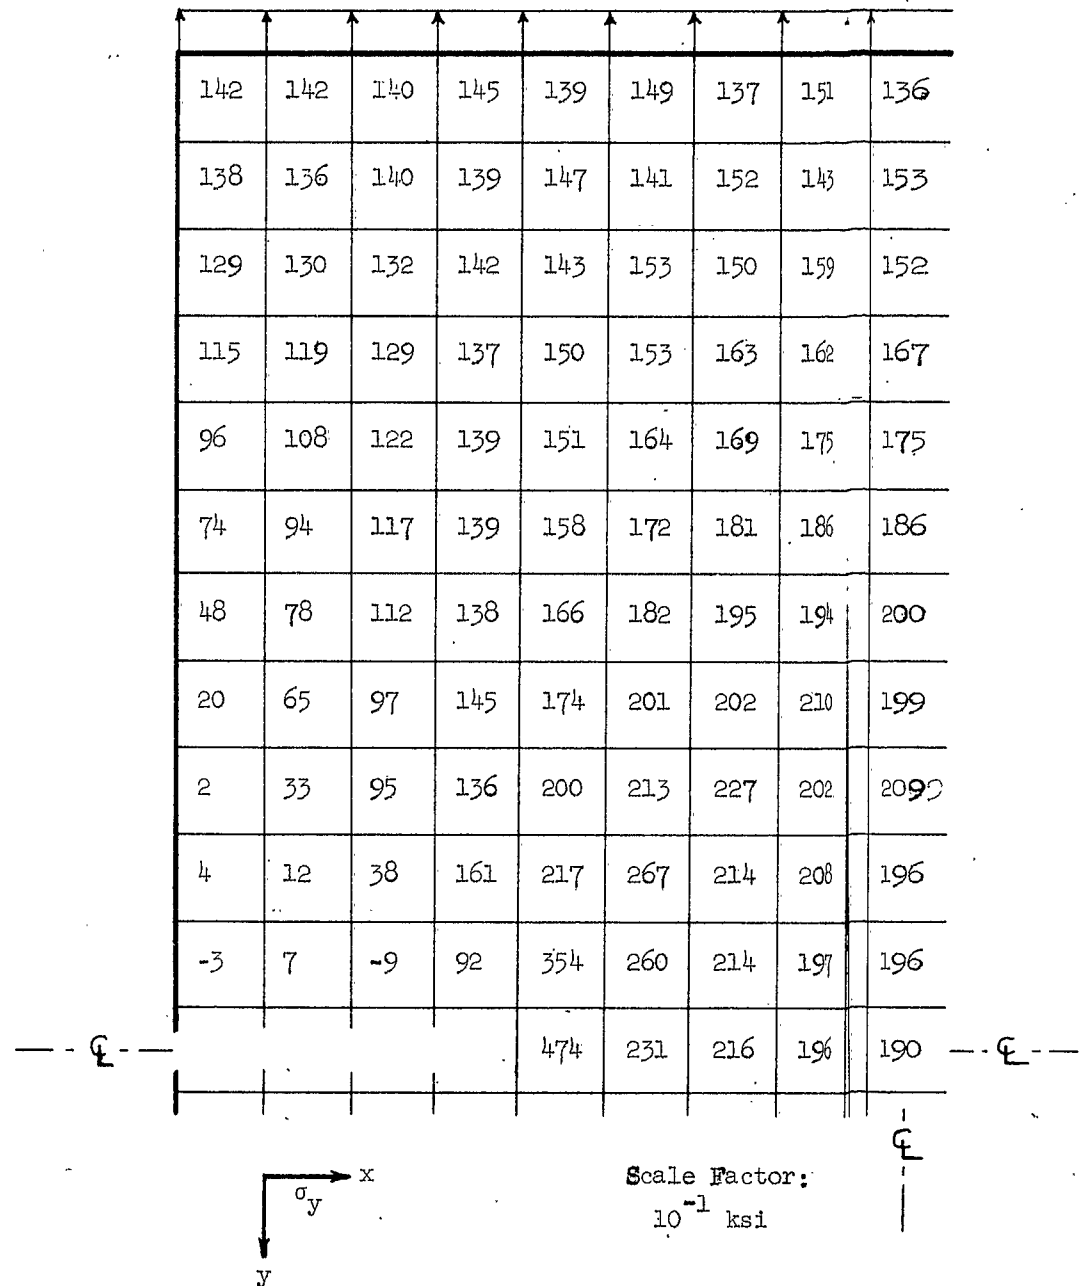 142 142 140 145 139 149 137 151 136
138 136 140 139 147 141 152 143 153
129 130 132 142 143 153 150 159 152
115 119 129 137 150 153 163 162 167
96 108 122 139 151 164 169 175 175
74 94 117 139 158 172 181 186 186
48 78 112 138 166 182 195 194 200
20 65 97 145 174 201 202 210 199
2 33 95 136 200 213 227 202 209
4 12 38 161 217 267 214 208 196
-3 7 -9 92 354 260 214 197 196
℄ 474 231 216 196 190 ℄
℄
x
σy
y
Scale Factor:
10⁻¹ ksi